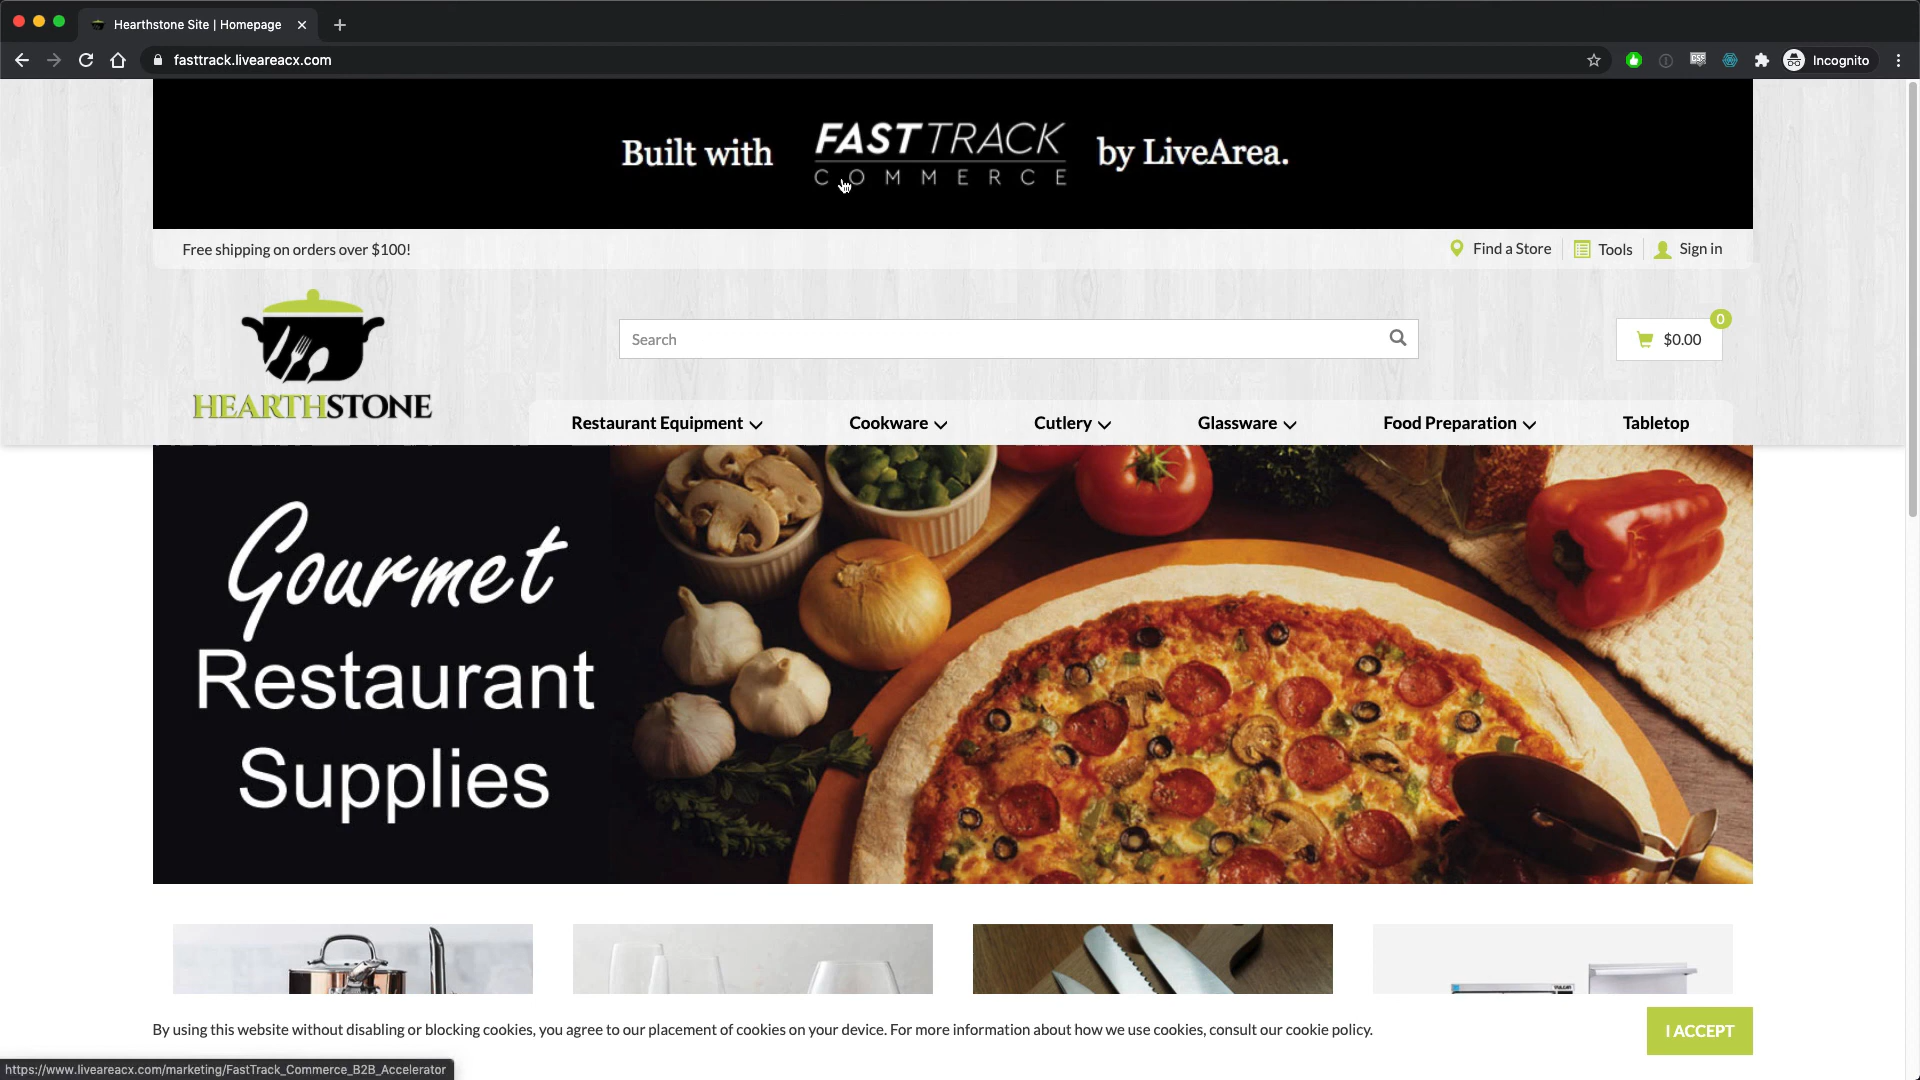 Hearthstone Site | Homepage
fasttrack.liveareacx.com
CSP
Incognito
Built with FASTTRACK COMMERCE by LiveArea.
Free shipping on orders over $100!
Find a Store
Tools
Sign in
HEARTHSTONE
Search
0
$0.00
Restaurant Equipment
Cookware
Cutlery
Glassware
Food Preparation
Tabletop
Gourmet
Restaurant
Supplies
VULCAN
By using this website without disabling or blocking cookies, you agree to our placement of cookies on your device. For more information about how we use cookies, consult our cookie policy.
I ACCEPT
https://www.liveareacx.com/marketing/FastTrack_Commerce_B2B_Accelerator